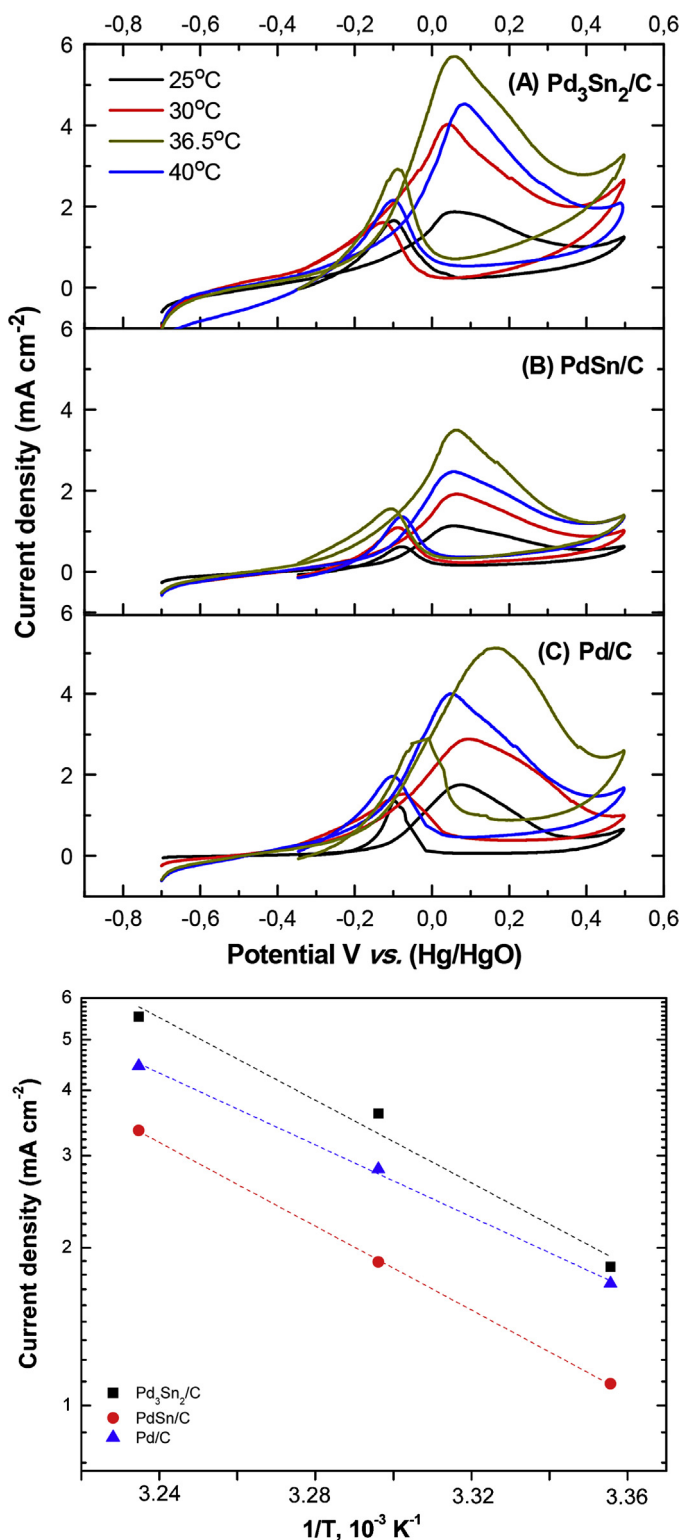 -0,8 -0,6 -0,4 -0,2 0,0 0,2 0,4 0,6
6
(A) Pd₃Sn₂/C
25°C
30°C
36.5°C
40°C
4
2
0
6
(B) PdSn/C
4
2
0
6
(C) Pd/C
4
2
0
Current density (mA cm⁻²)
-0,8 -0,6 -0,4 -0,2 0,0 0,2 0,4 0,6
Potential V vs. (Hg/HgO)
6
5
4
3
2
1
Current density (mA cm⁻²)
Pd₃Sn₂/C
PdSn/C
Pd/C
3.24 3.28 3.32 3.36
1/T, 10⁻³ K⁻¹